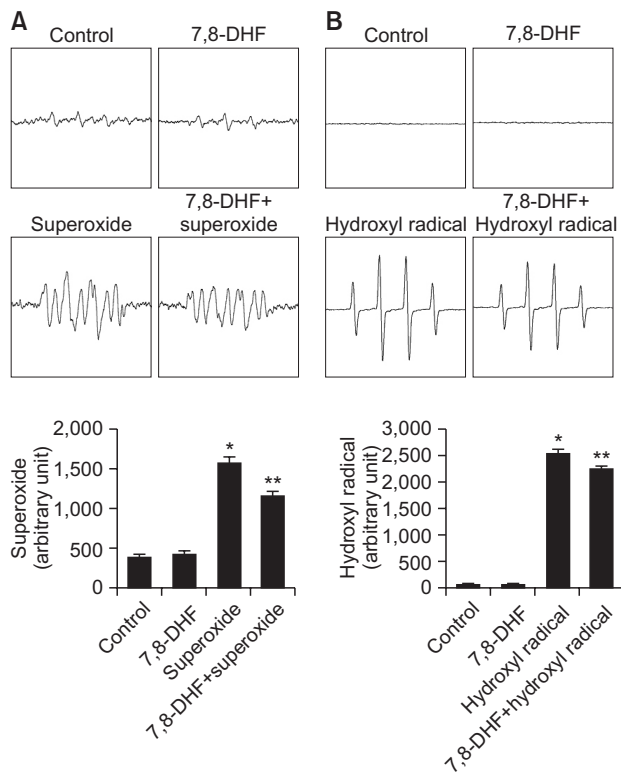 A
Control
7,8-DHF
Superoxide
7,8-DHF+
superoxide
Superoxide
(arbitrary unit)
2,000
1,500
1,000
500
0
*
**
Control
7,8-DHF
Superoxide
7,8-DHF+superoxide
B
Control
7,8-DHF
Hydroxyl radical
7,8-DHF+
Hydroxyl radical
Hydroxyl radical
(arbitrary unit)
3,000
2,500
2,000
1,500
1,000
500
0
*
**
Control
7,8-DHF
Hydroxyl radical
7,8-DHF+hydroxyl radical